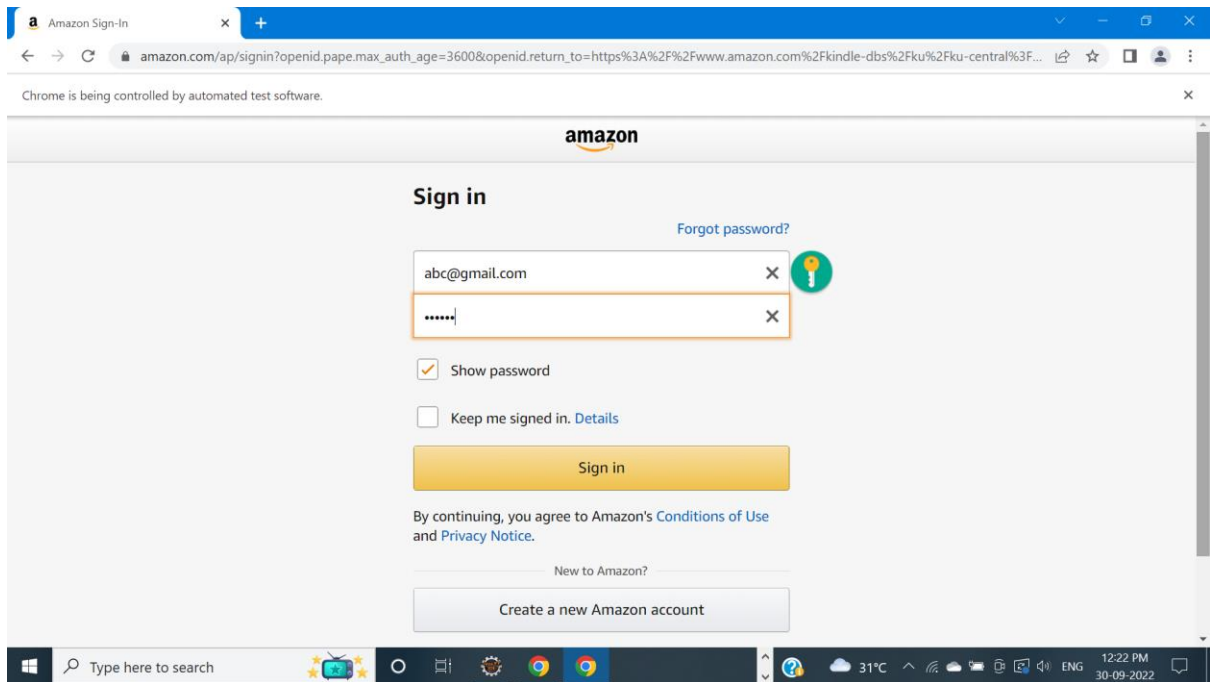 Amazon Sign-In
amazon.com/ap/signin?openid.pape.max_auth_age=3600&openid.return_to=https%3A%2F%2Fwww.amazon.com%2Fkindle-dbs%2Fku%2Fku-central%3F...
Chrome is being controlled by automated test software.
amazon
Sign in
Forgot password?
abc@gmail.com
••••••
Show password
Keep me signed in. Details
Sign in
By continuing, you agree to Amazon's Conditions of Use
and Privacy Notice.
New to Amazon?
Create a new Amazon account
Type here to search
31°C
ENG
12:22 PM
30-09-2022